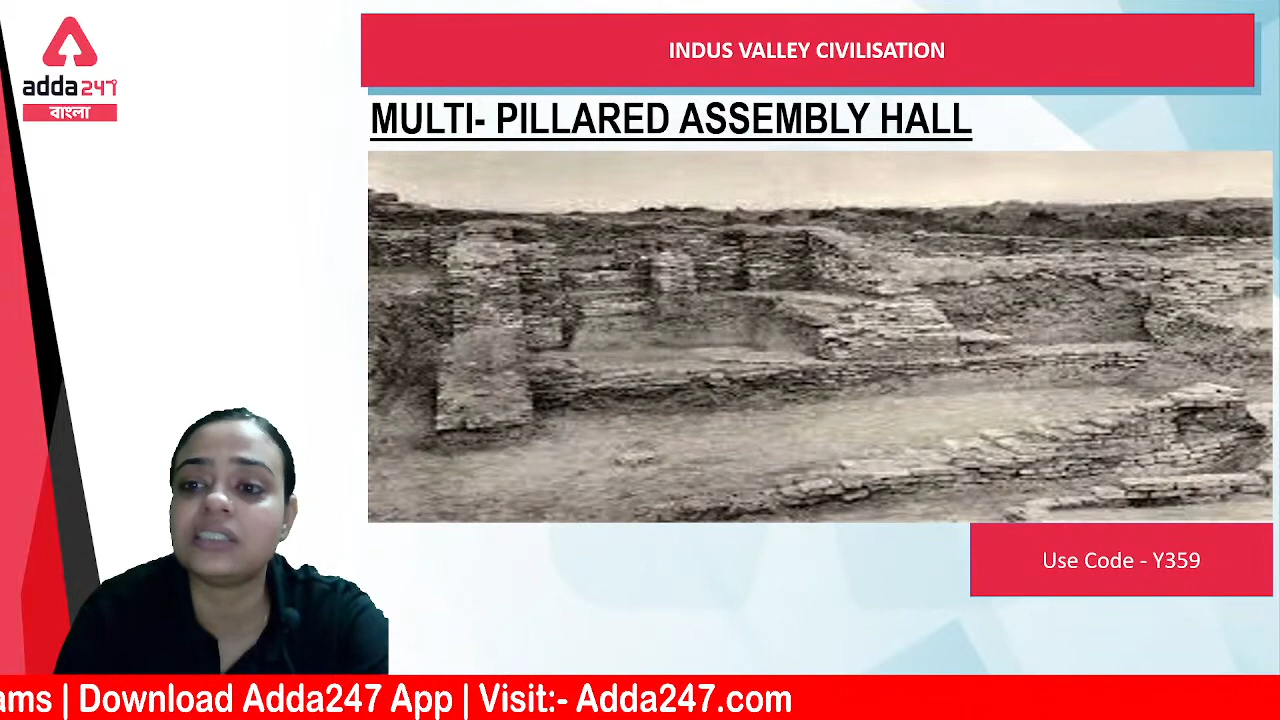 adda247
বাংলা
INDUS VALLEY CIVILISATION
MULTI- PILLARED ASSEMBLY HALL
Use Code - Y359
ams | Download Adda247 App | Visit:- Adda247.com